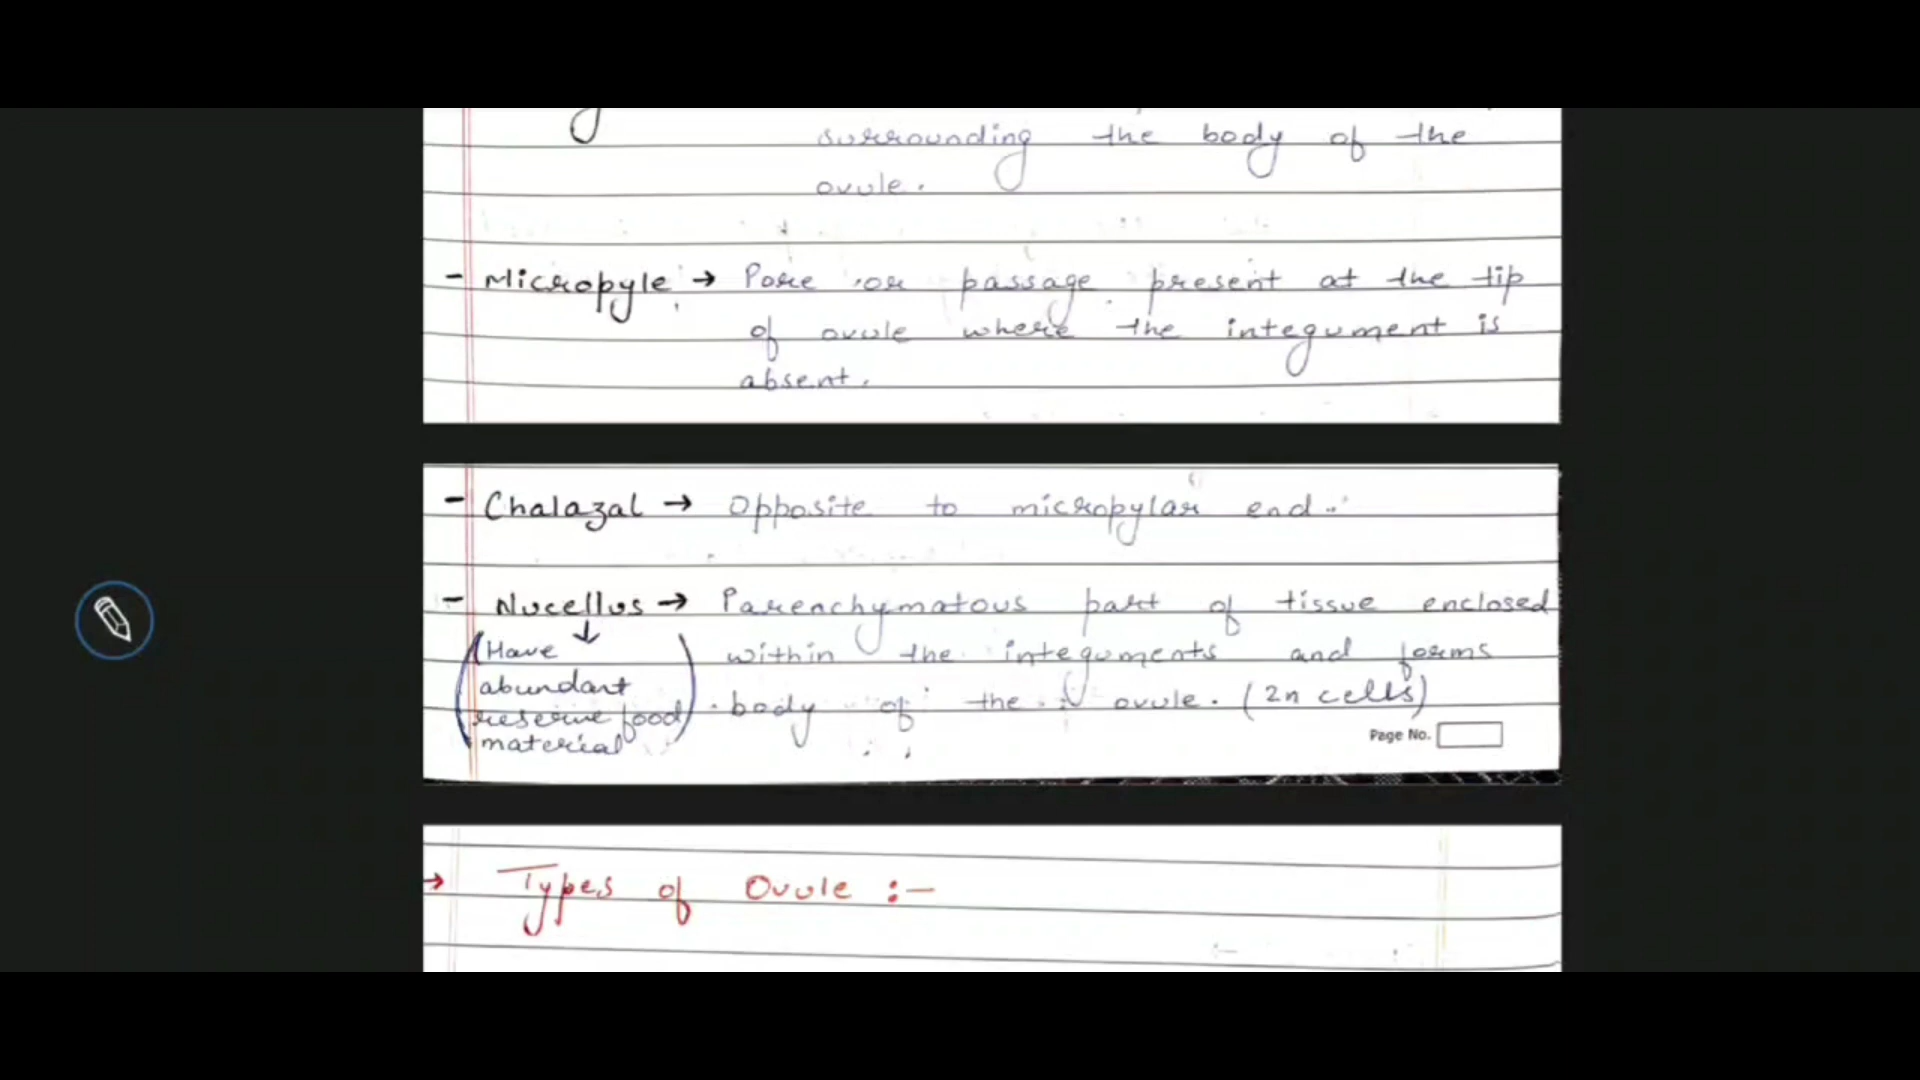 surrounding the body of the
ovule.
- Micropyle → Pore or passage present at the tip
of ovule where the integument is
absent.
- Chalazal → Opposite to micropylar end.
- Nucellus → Parenchymatous part of tissue enclosed
(Have within the integuments and forms
abundant
reserve food body of the ovule. (2n cells)
material)
Page No.
→ Types of Ovule :-